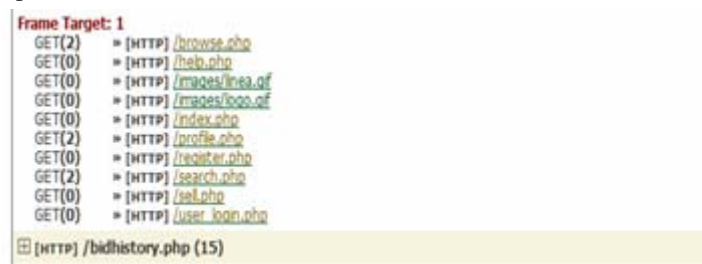 Frame Target: 1
GET(2) » [HTTP] /browse.php
GET(0) » [HTTP] /help.php
GET(0) » [HTTP] /images/linea.gif
GET(0) » [HTTP] /images/logo.gif
GET(0) » [HTTP] /index.php
GET(2) » [HTTP] /profile.php
GET(0) » [HTTP] /register.php
GET(2) » [HTTP] /search.php
GET(0) » [HTTP] /sell.php
GET(0) » [HTTP] /user_login.php
[HTTP] /bidhistory.php (15)